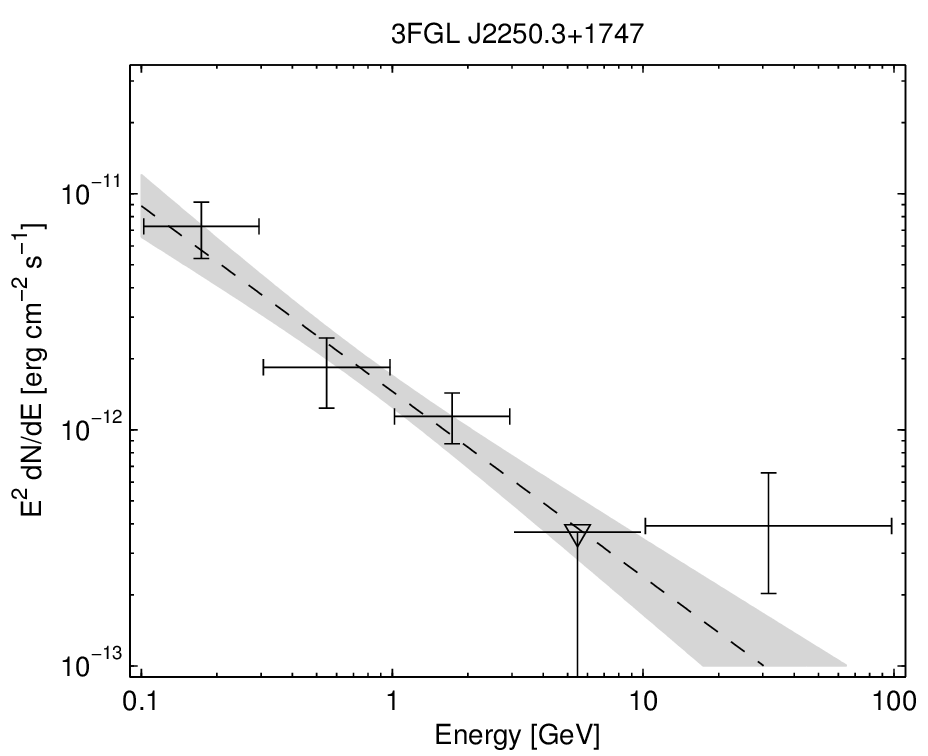 3FGL J2250.3+1747
E² dN/dE [erg cm⁻² s⁻¹]
10⁻¹¹
10⁻¹²
10⁻¹³
0.1 1 10 100
Energy [GeV]